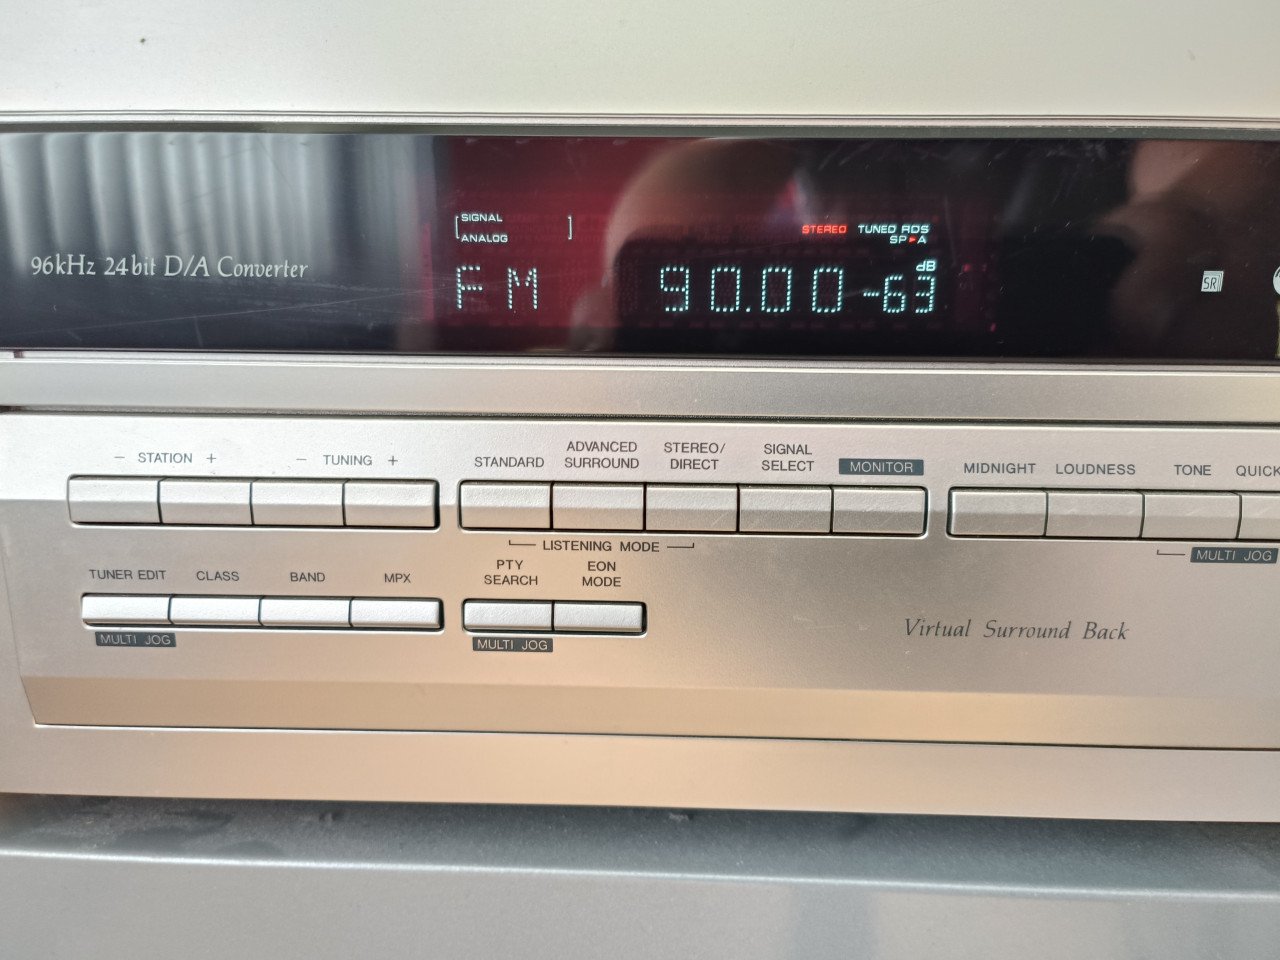 SIGNAL
ANALOG
STEREO TUNED RDS
SP►A
dB
96kHz 24bit D/A Converter
FM 90.00 -63
SR
− STATION + − TUNING +
STANDARD ADVANCED SURROUND STEREO/DIRECT SIGNAL SELECT MONITOR
MIDNIGHT LOUDNESS TONE QUICK
LISTENING MODE
MULTI JOG
TUNER EDIT CLASS BAND MPX
PTY SEARCH EON MODE
MULTI JOG
MULTI JOG
Virtual Surround Back